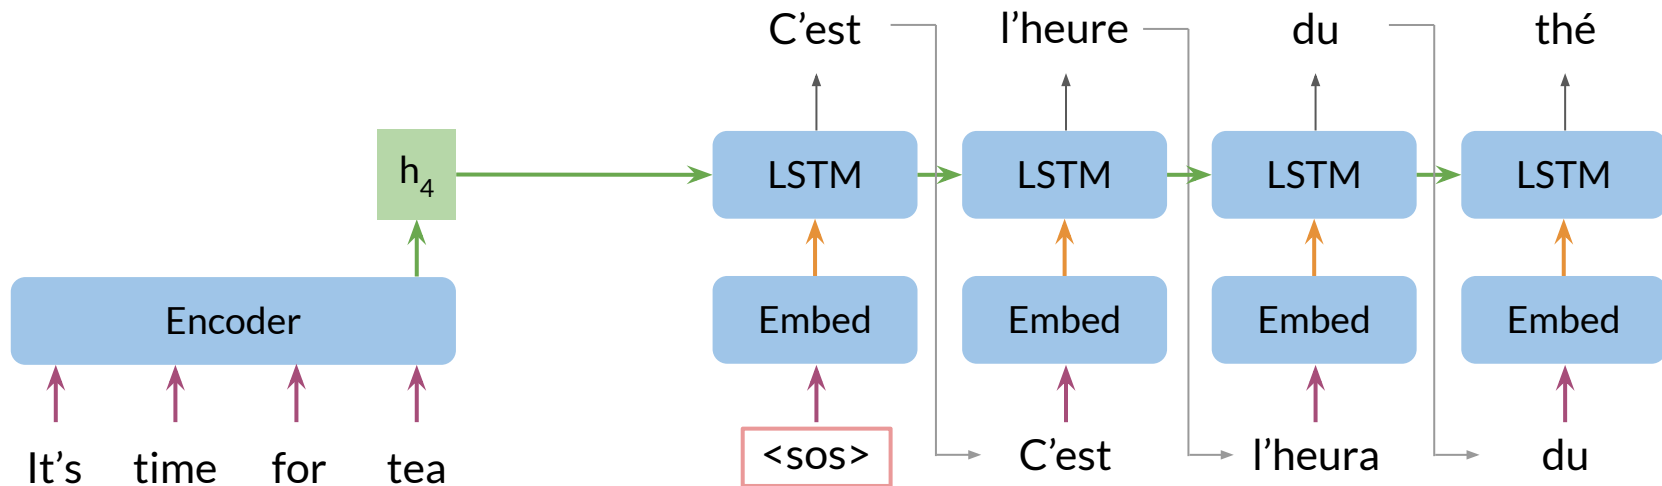 C’est l’heure du thé
h4 LSTM LSTM LSTM LSTM
Encoder Embed Embed Embed Embed
It’s time for tea <sos> C’est l’heura du